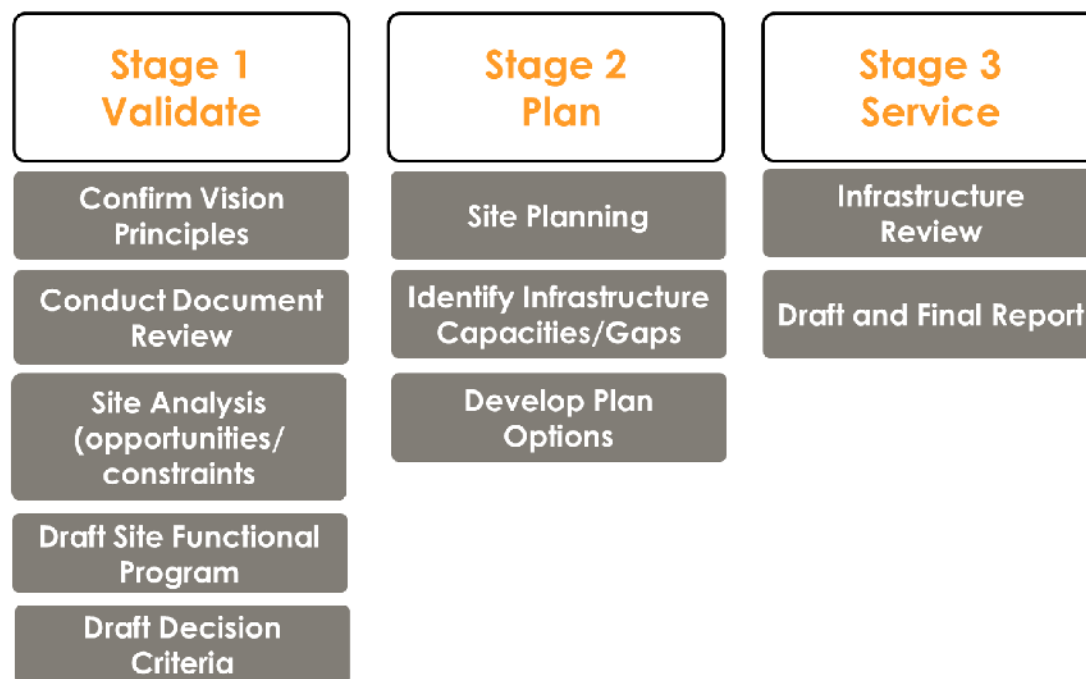 Stage 1
Validate
Confirm Vision
Principles
Conduct Document
Review
Site Analysis
(opportunities/
constraints
Draft Site Functional
Program
Draft Decision
Criteria
Stage 2
Plan
Site Planning
Identify Infrastructure
Capacities/Gaps
Develop Plan
Options
Stage 3
Service
Infrastructure
Review
Draft and Final Report